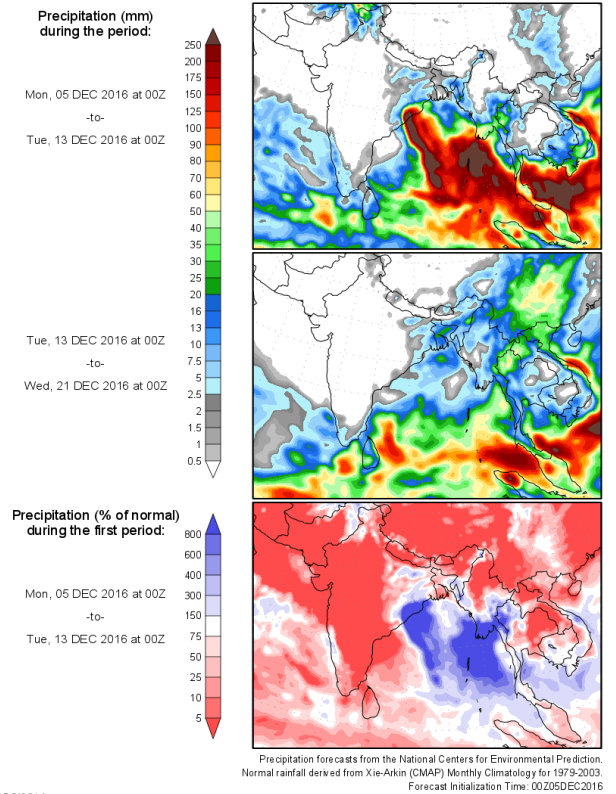 Precipitation (mm)
during the period:
Mon, 05 DEC 2016 at 00Z
-to-
Tue, 13 DEC 2016 at 00Z
250
200
175
150
125
100
90
80
70
60
50
40
35
30
25
20
16
13
10
7.5
5
2.5
2
1.5
1
0.5
Tue, 13 DEC 2016 at 00Z
-to-
Wed, 21 DEC 2016 at 00Z
Precipitation (% of normal)
during the first period:
Mon, 05 DEC 2016 at 00Z
-to-
Tue, 13 DEC 2016 at 00Z
800
600
400
300
150
75
50
25
10
5
Precipitation forecasts from the National Centers for Environmental Prediction.
Normal rainfall derived from Xie-Arkin (CMAP) Monthly Climatology for 1979-2003.
Forecast Initialization Time: 00Z05DEC2016